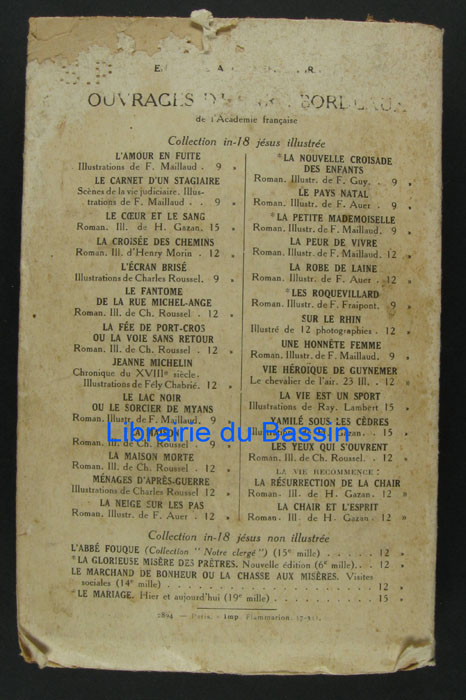 OUVRAGES
BORDEAUX
de l'Académie française
Collection in-18 jésus illustrée
L'AMOUR EN FUITE
Illustrations de F. Maillaud . 9 »
LE CARNET D'UN STAGIAIRE
Scènes de la vie judiciaire. Illus-
trations de F. Maillaud . . 9 »
LE CŒUR ET LE SANG
Roman. Ill. de H. Gazan. 15 »
LA CROISÉE DES CHEMINS
Roman. Ill. d'Henry Morin . 12 »
L'ÉCRAN BRISÉ
Illustrations de Charles Roussel. 9 »
LE FANTOME
DE LA RUE MICHEL-ANGE
Roman. Ill. de Ch. Roussel . 12 »
LA FÉE DE PORT-CROS
OU LA VOIE SANS RETOUR
Roman. Ill. de Ch. Roussel . 12 »
JEANNE MICHELIN
Chronique du XVIIIe siècle.
Illustrations de Fély Chabrié. 12 »
LE LAC NOIR
OU LE SORCIER DE MYANS
Roman. Illustr. de F. Maillaud. 9 »
Roman. Ill. de Ch. Roussel . 9 »
LA MAISON MORTE
Roman. Ill. de Ch. Roussel . 12 »
MÉNAGES D'APRÈS-GUERRE
Illustrations de Charles Roussel 12 »
LA NEIGE SUR LES PAS
Roman. Illustr. de F. Auer . 12 »
*LA NOUVELLE CROISADE
DES ENFANTS
Roman. Illustr. de F. Guy. . 9 »
LE PAYS NATAL
Roman. Illustr. de F. Auer . 9 »
*LA PETITE MADEMOISELLE
Roman. Illustr. de F. Maillaud. 9 »
LA PEUR DE VIVRE
Roman. Illustr. de F. Maillaud. 12 »
LA ROBE DE LAINE
Roman. Illustr. de F. Auer . 12 »
*LES ROQUEVILLARD
Roman. Illustr. de F. Fraipont. 9 »
SUR LE RHIN
Illustré de 12 photographies . 12 »
UNE HONNÊTE FEMME
Roman. Illustr. de F. Maillaud. 9 »
VIE HÉROÏQUE DE GUYNEMER
Le chevalier de l'air. 23 Ill. . 12 »
LA VIE EST UN SPORT
Illustrations de Ray. Lambert 15 »
YAMILÉ SOUS LES CÈDRES
Illustrations de H. Gazan. . . 15 »
LES YEUX QUI S'OUVRENT
Roman. Ill. de Ch. Roussel. 12 »
LA VIE RECOMMENCE :
LA RÉSURRECTION DE LA CHAIR
Roman. Ill. de H. Gazan. 12 »
LA CHAIR ET L'ESPRIT
Roman. Ill. de H. Gazan . 12 »
Librairie du Bassin
Collection in-18 jésus non illustrée
L'ABBÉ FOUQUE (Collection " Notre clergé ") (15e mille) . . . . 12 »
*LA GLORIEUSE MISÈRE DES PRÊTRES. Nouvelle édition (6e mille). . . 12 »
LE MARCHAND DE BONHEUR OU LA CHASSE AUX MISÈRES. Visites
sociales (14e mille) . . . . 12 »
*LE MARIAGE. Hier et aujourd'hui (19e mille) . . . . 15 »
2894 — Paris. - Imp. Flammarion.